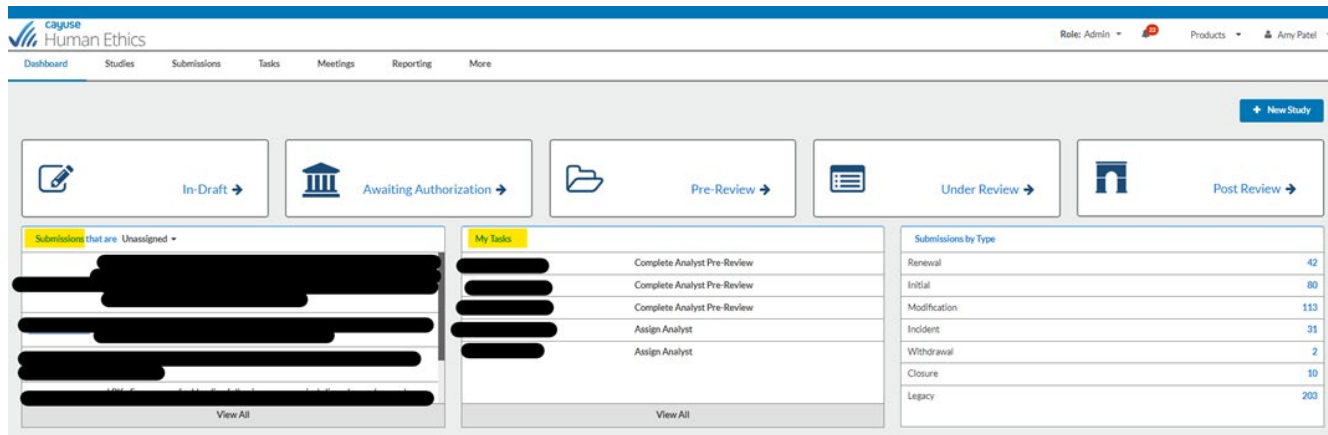 cayuse
Human Ethics
Role: Admin
22
Products
Amy Patel
Dashboard Studies Submissions Tasks Meetings Reporting More
+ New Study
In-Draft →
Awaiting Authorization →
Pre-Review →
Under Review →
Post Review →
Submissions that are Unassigned
View All
My Tasks
Complete Analyst Pre-Review
Complete Analyst Pre-Review
Complete Analyst Pre-Review
Assign Analyst
Assign Analyst
View All
Submissions by Type
Renewal 42
Initial 80
Modification 113
Incident 31
Withdrawal 2
Closure 10
Legacy 203